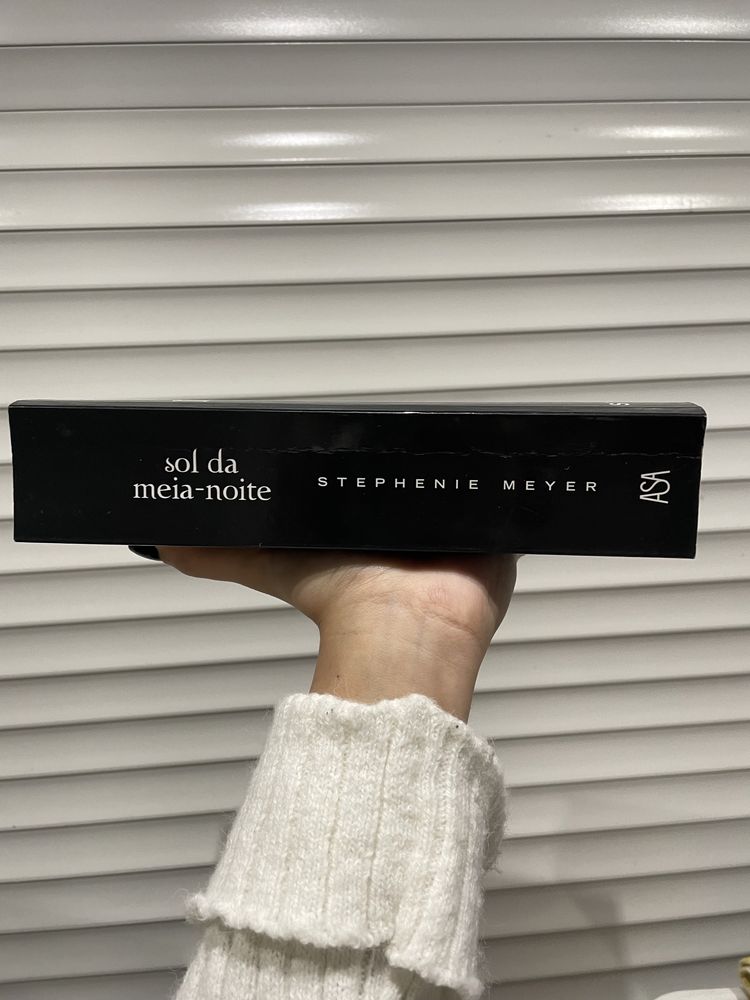 sol da
meia-noite
STEPHENIE MEYER
ASA